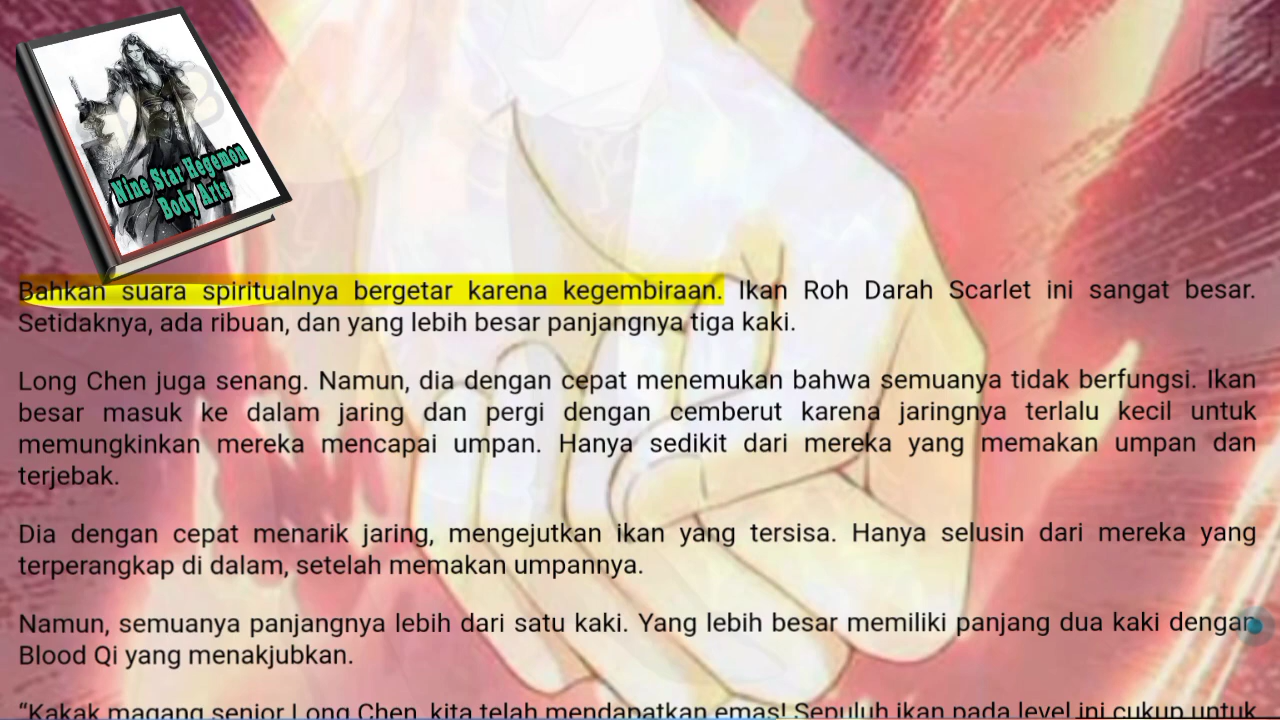 Nine Star Hegemon
Body Arts
Bahkan suara spiritualnya bergetar karena kegembiraan. Ikan Roh Darah Scarlet ini sangat besar.
Setidaknya, ada ribuan, dan yang lebih besar panjangnya tiga kaki.
Long Chen juga senang. Namun, dia dengan cepat menemukan bahwa semuanya tidak berfungsi. Ikan
besar masuk ke dalam jaring dan pergi dengan cemberut karena jaringnya terlalu kecil untuk
memungkinkan mereka mencapai umpan. Hanya sedikit dari mereka yang memakan umpan dan
terjebak.
Dia dengan cepat menarik jaring, mengejutkan ikan yang tersisa. Hanya selusin dari mereka yang
terperangkap di dalam, setelah memakan umpannya.
Namun, semuanya panjangnya lebih dari satu kaki. Yang lebih besar memiliki panjang dua kaki dengan
Blood Qi yang menakjubkan.
“Kakak magang senior Long Chen, kita telah mendapatkan emas! Sepuluh ikan pada level ini cukup untuk